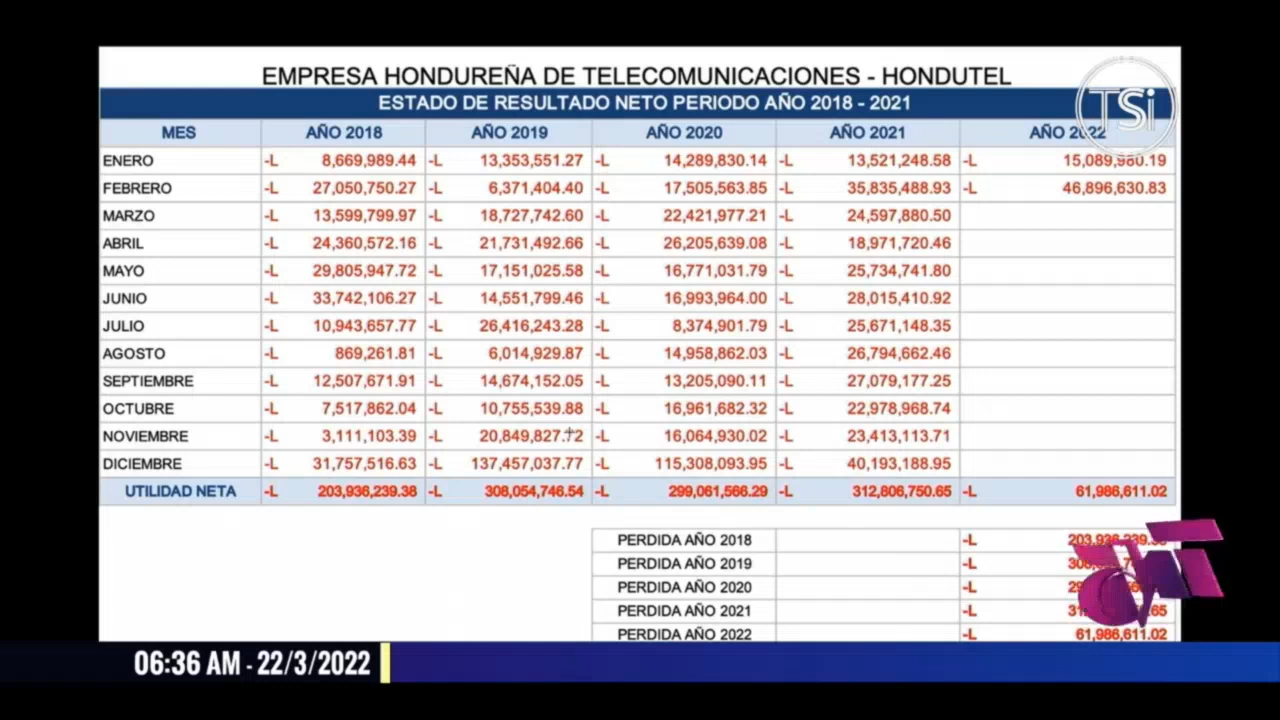 EMPRESA HONDUREÑA DE TELECOMUNICACIONES - HONDUTEL
TSi
ESTADO DE RESULTADO NETO PERIODO AÑO 2018 - 2021
MES AÑO 2018 AÑO 2019 AÑO 2020 AÑO 2021 AÑO 2022
ENERO -L 8,669,989.44 -L 13,353,551.27 -L 14,289,830.14 -L 13,521,248.58 -L 15,089,980.19
FEBRERO -L 27,050,750.27 -L 6,371,404.40 -L 17,505,563.85 -L 35,835,488.93 -L 46,896,630.83
MARZO -L 13,599,799.97 -L 18,727,742.60 -L 22,421,977.21 -L 24,597,880.50
ABRIL -L 24,360,572.16 -L 21,731,492.66 -L 26,205,639.08 -L 18,971,720.46
MAYO -L 29,805,947.72 -L 17,151,025.58 -L 16,771,031.79 -L 25,734,741.80
JUNIO -L 33,742,106.27 -L 14,551,799.46 -L 16,993,964.00 -L 28,015,410.92
JULIO -L 10,943,657.77 -L 26,416,243.28 -L 8,374,901.79 -L 25,671,148.35
AGOSTO -L 869,261.81 -L 6,014,929.87 -L 14,958,862.03 -L 26,794,662.46
SEPTIEMBRE -L 12,507,671.91 -L 14,674,152.05 -L 13,205,090.11 -L 27,079,177.25
OCTUBRE -L 7,517,862.04 -L 10,755,539.88 -L 16,961,682.32 -L 22,978,968.74
NOVIEMBRE -L 3,111,103.39 -L 20,849,827.72 -L 16,064,930.02 -L 23,413,113.71
DICIEMBRE -L 31,757,516.63 -L 137,457,037.77 -L 115,308,093.95 -L 40,193,188.95
UTILIDAD NETA -L 203,936,239.38 -L 308,054,746.54 -L 299,061,566.29 -L 312,806,750.65 -L 61,986,611.02
PERDIDA AÑO 2018 -L
PERDIDA AÑO 2019 -L
PERDIDA AÑO 2020 -L
PERDIDA AÑO 2021 -L
PERDIDA AÑO 2022 -L 61,986,611.02
06:36 AM - 22/3/2022